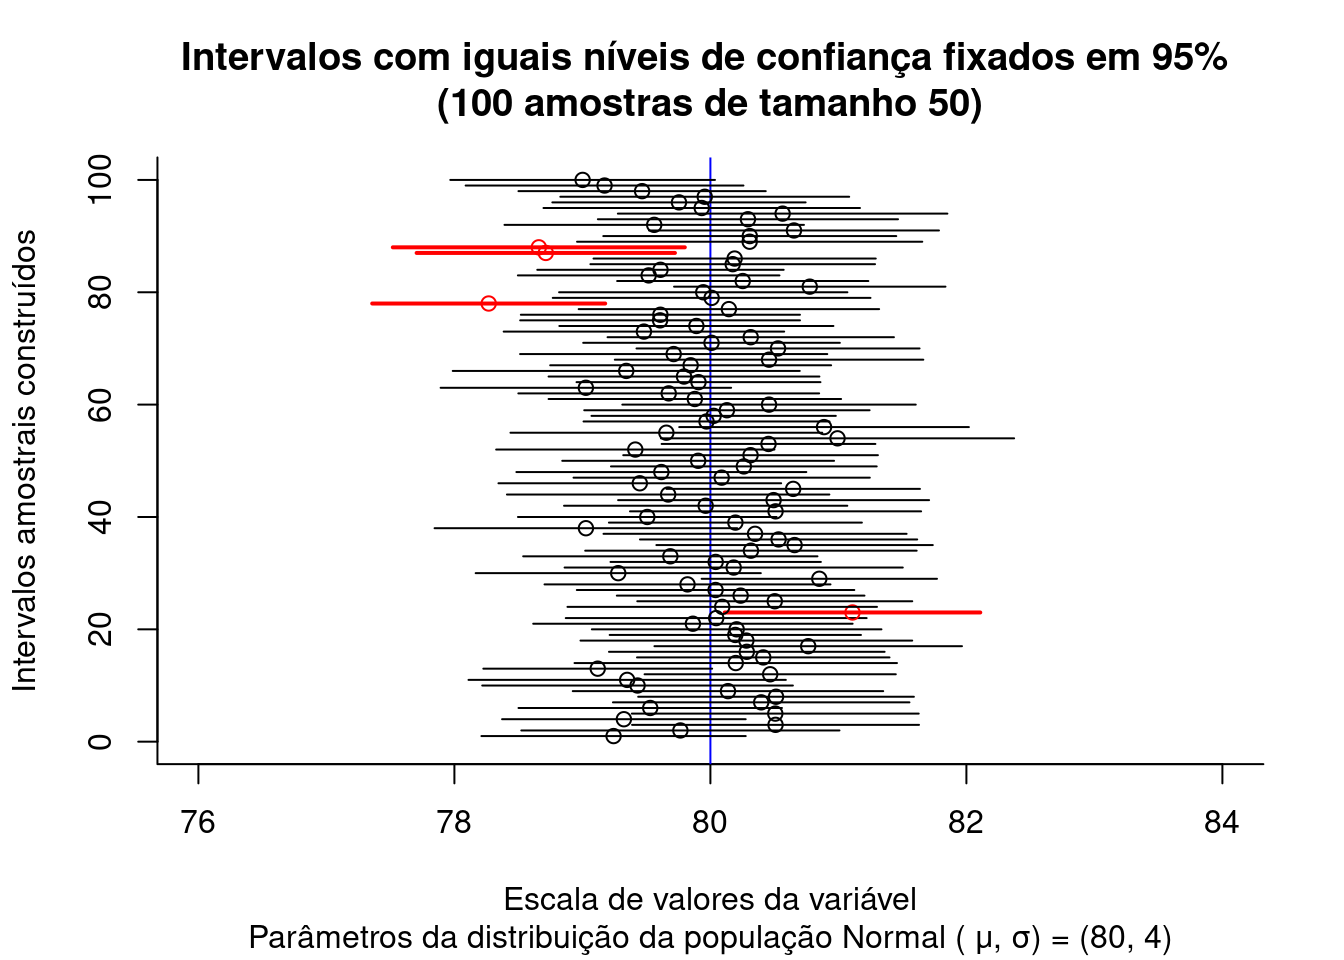 Intervalos com iguais níveis de confiança fixados em 95%
(100 amostras de tamanho 50)
Intervalos amostrais construídos
100
80
60
40
20
0
76 78 80 82 84
Escala de valores da variável
Parâmetros da distribuição da população Normal ( μ, σ) = (80, 4)